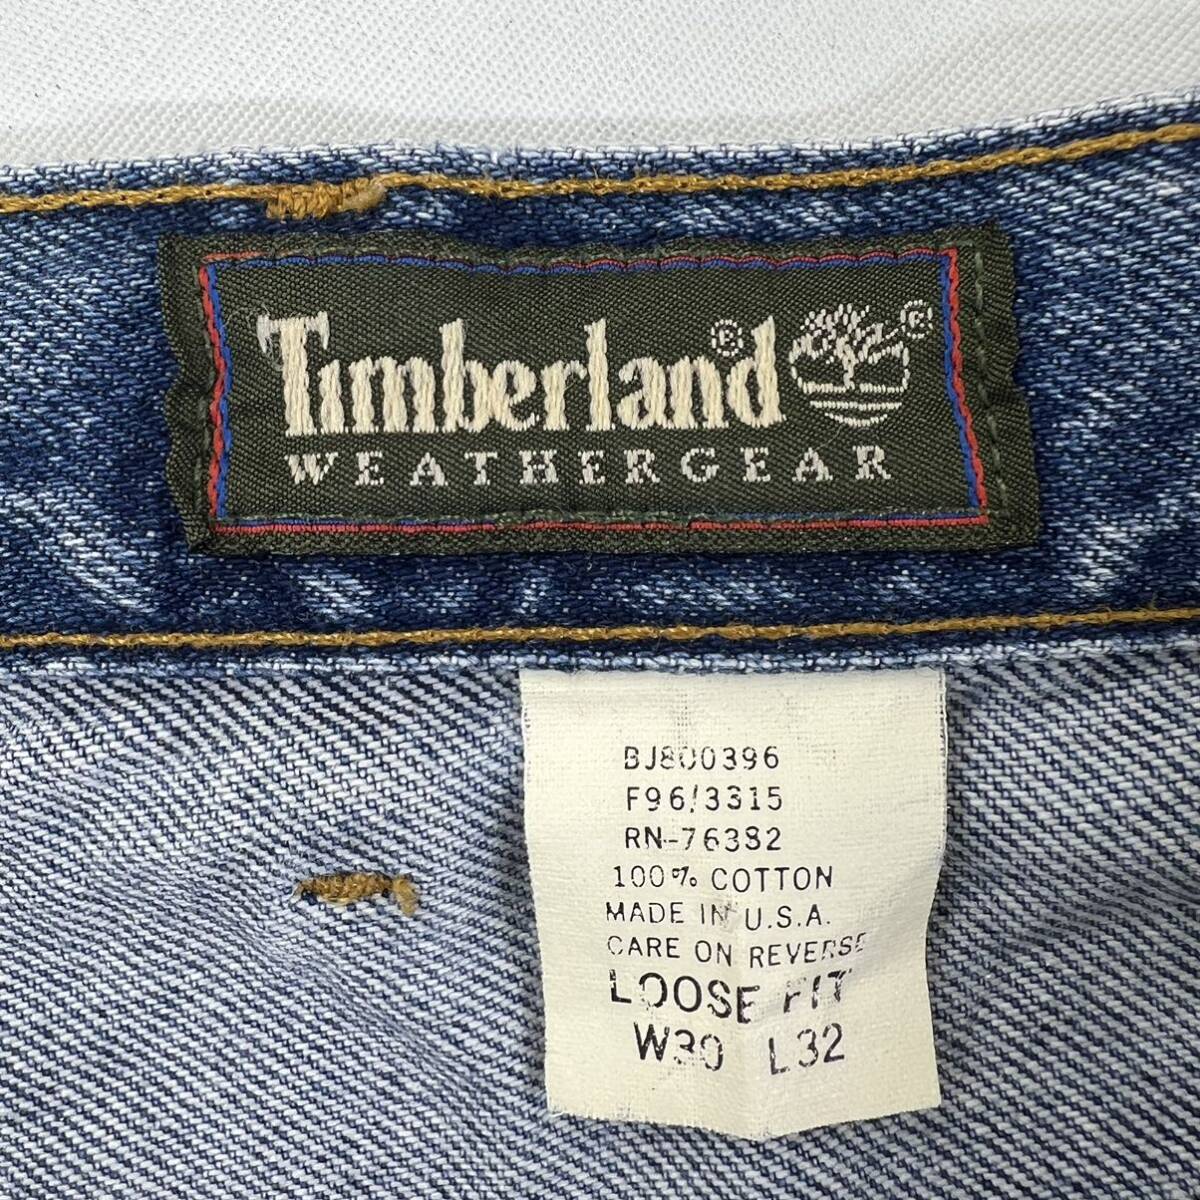 Timberland®
®
WEATHERGEAR
BJ800396
F96/3315
RN-76382
100% COTTON
MADE IN U.S.A.
CARE ON REVERSE
LOOSE FIT
W30 L32